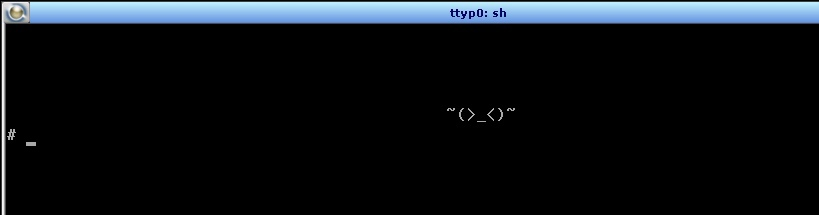 ttyp0: sh
~(>_<)~
# _